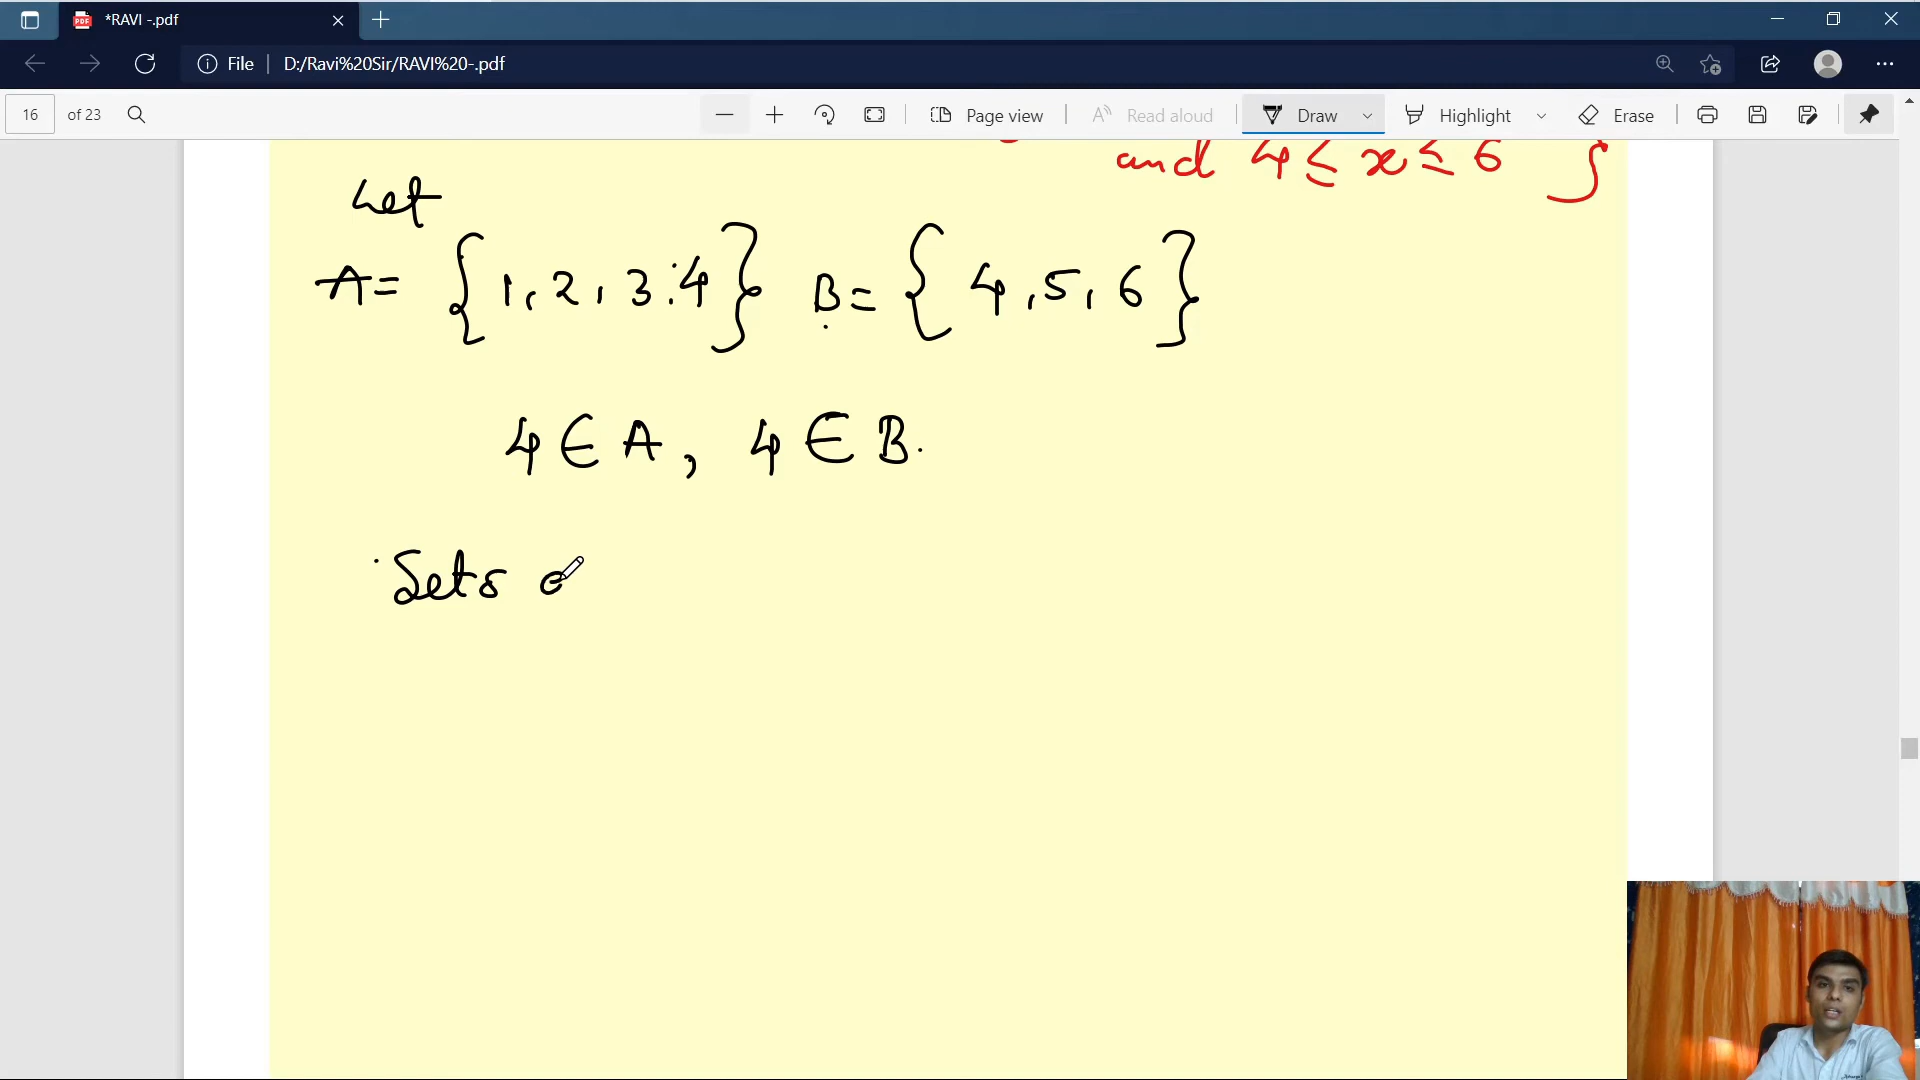 *RAVI -.pdf
File D:/Ravi%20Sir/RAVI%20-.pdf
16 of 23 Page view Read aloud Draw Highlight Erase
and 4 ≤ x ≤ 6 }
Let
A= {1, 2, 3, 4} B= {4, 5, 6}
4 ∈ A, 4 ∈ B.
Sets